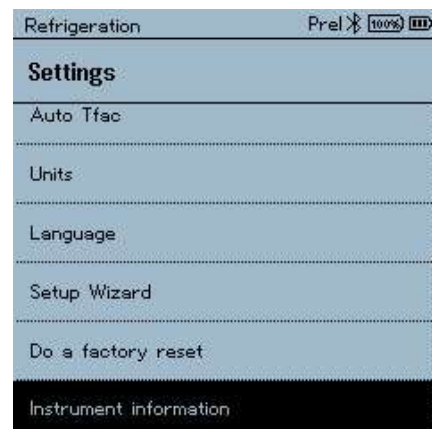 Refrigeration Prel 100%
Settings
Auto Tfac
Units
Language
Setup Wizard
Do a factory reset
Instrument information